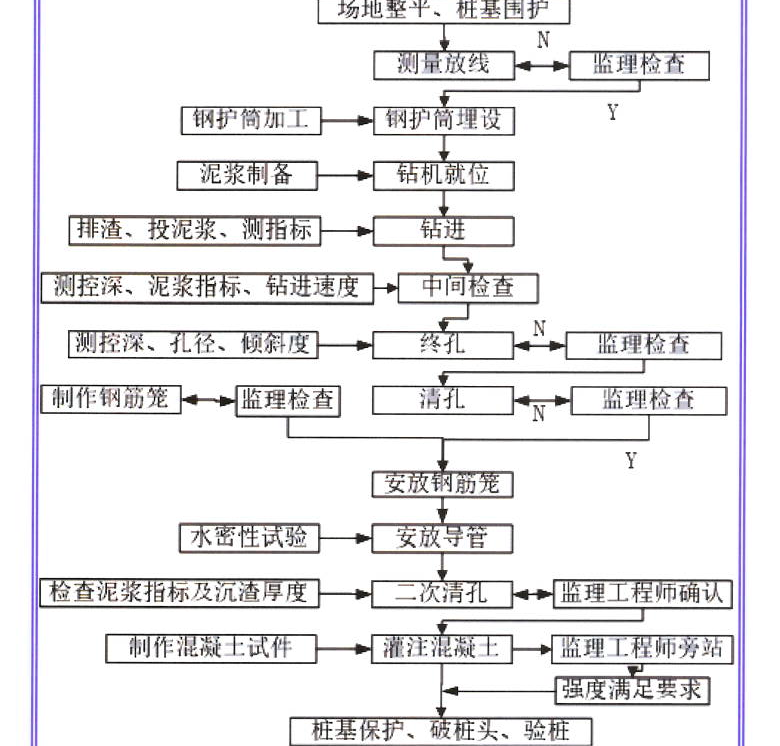 场地整平、桩基围护
N
测量放线
监理检查
Y
钢护筒加工
钢护筒埋设
泥浆制备
钻机就位
排渣、投泥浆、测指标
钻进
测控深、泥浆指标、钻进速度
中间检查
测控深、孔径、倾斜度
终孔
N
监理检查
制作钢筋笼
监理检查
清孔
N
监理检查
Y
安放钢筋笼
水密性试验
安放导管
检查泥浆指标及沉渣厚度
二次清孔
监理工程师确认
制作混凝土试件
灌注混凝土
监理工程师旁站
强度满足要求
桩基保护、破桩头、验桩